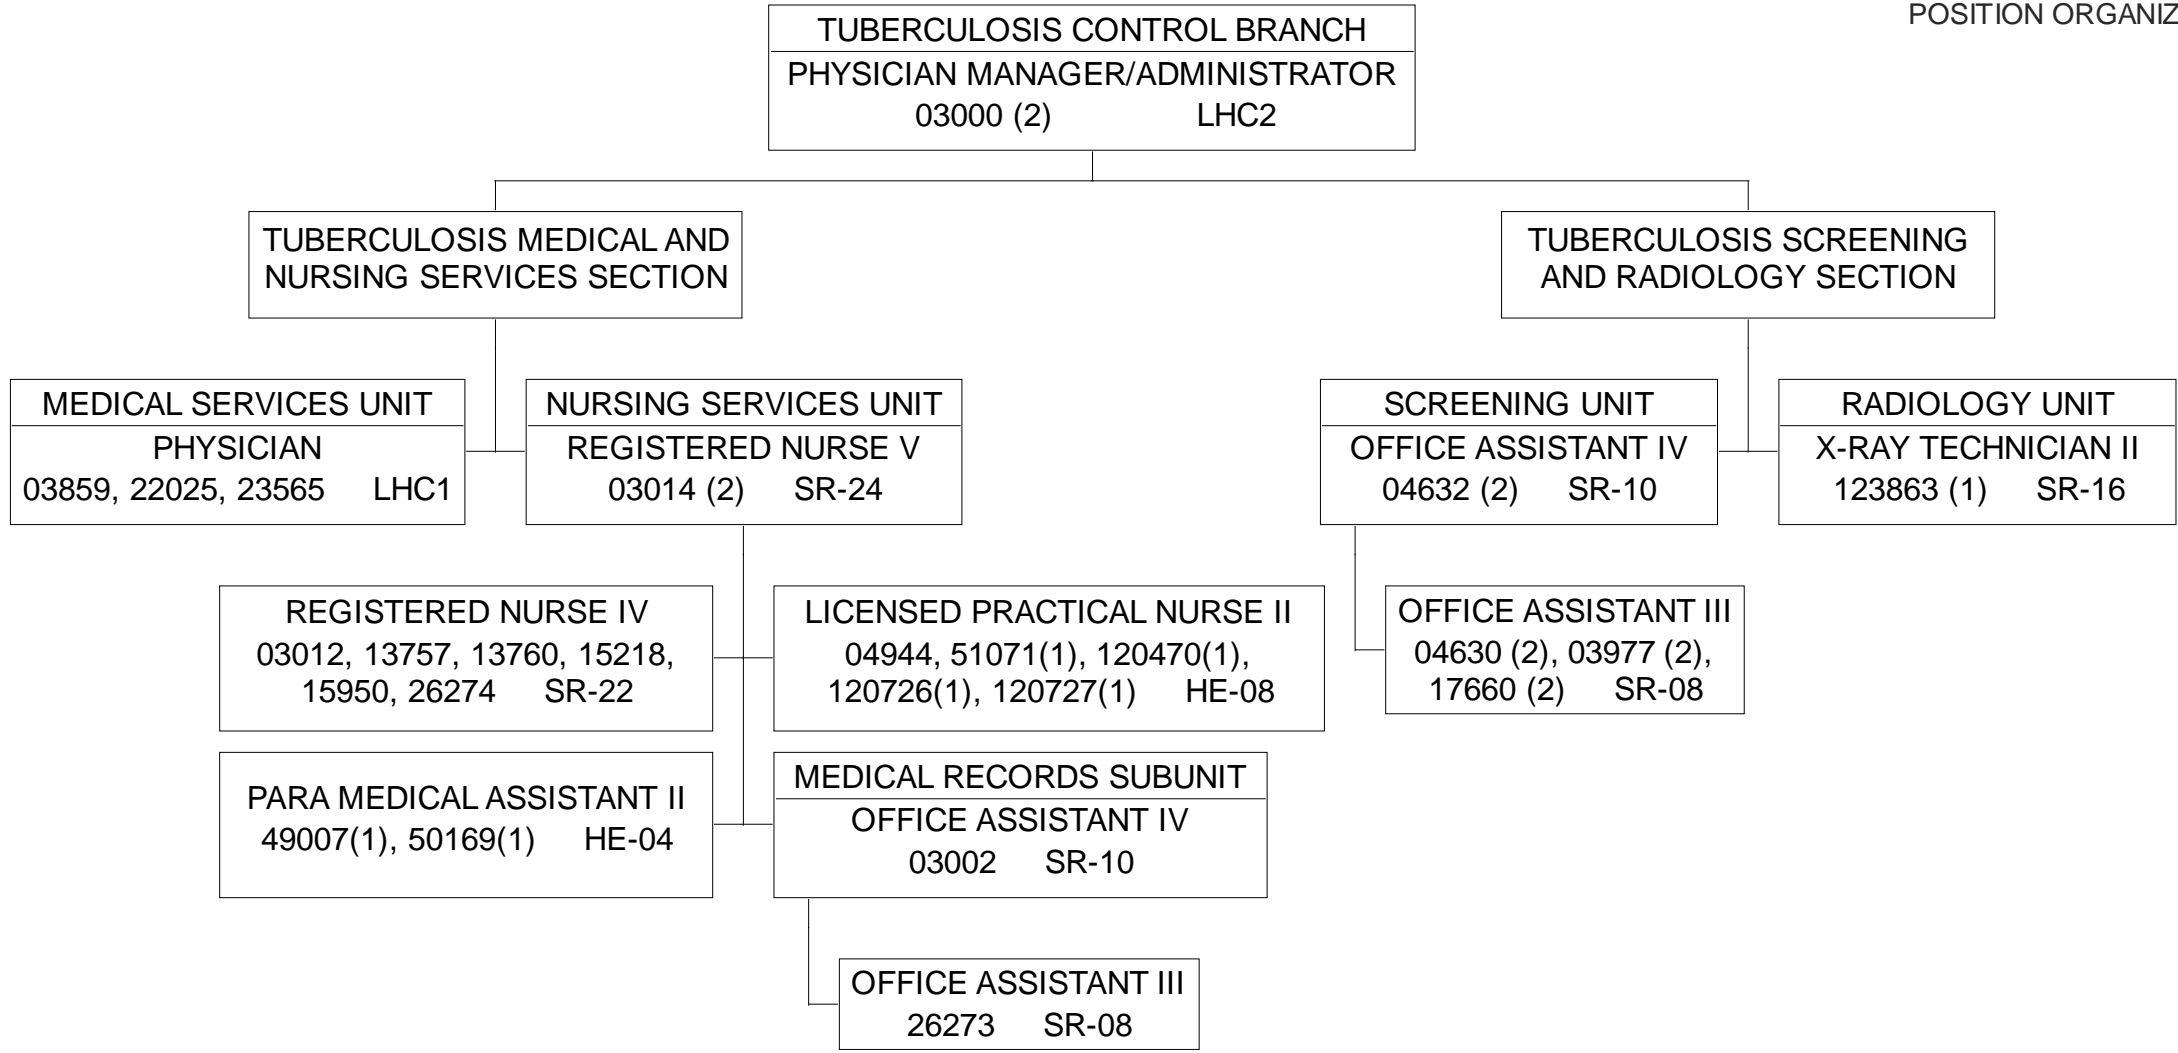 POSITION ORGANIZ
TUBERCULOSIS CONTROL BRANCH
PHYSICIAN MANAGER/ADMINISTRATOR
03000 (2) LHC2
TUBERCULOSIS MEDICAL AND
NURSING SERVICES SECTION
TUBERCULOSIS SCREENING
AND RADIOLOGY SECTION
MEDICAL SERVICES UNIT
PHYSICIAN
03859, 22025, 23565 LHC1
NURSING SERVICES UNIT
REGISTERED NURSE V
03014 (2) SR-24
SCREENING UNIT
OFFICE ASSISTANT IV
04632 (2) SR-10
RADIOLOGY UNIT
X-RAY TECHNICIAN II
123863 (1) SR-16
REGISTERED NURSE IV
03012, 13757, 13760, 15218,
15950, 26274 SR-22
LICENSED PRACTICAL NURSE II
04944, 51071(1), 120470(1),
120726(1), 120727(1) HE-08
OFFICE ASSISTANT III
04630 (2), 03977 (2),
17660 (2) SR-08
PARA MEDICAL ASSISTANT II
49007(1), 50169(1) HE-04
MEDICAL RECORDS SUBUNIT
OFFICE ASSISTANT IV
03002 SR-10
OFFICE ASSISTANT III
26273 SR-08